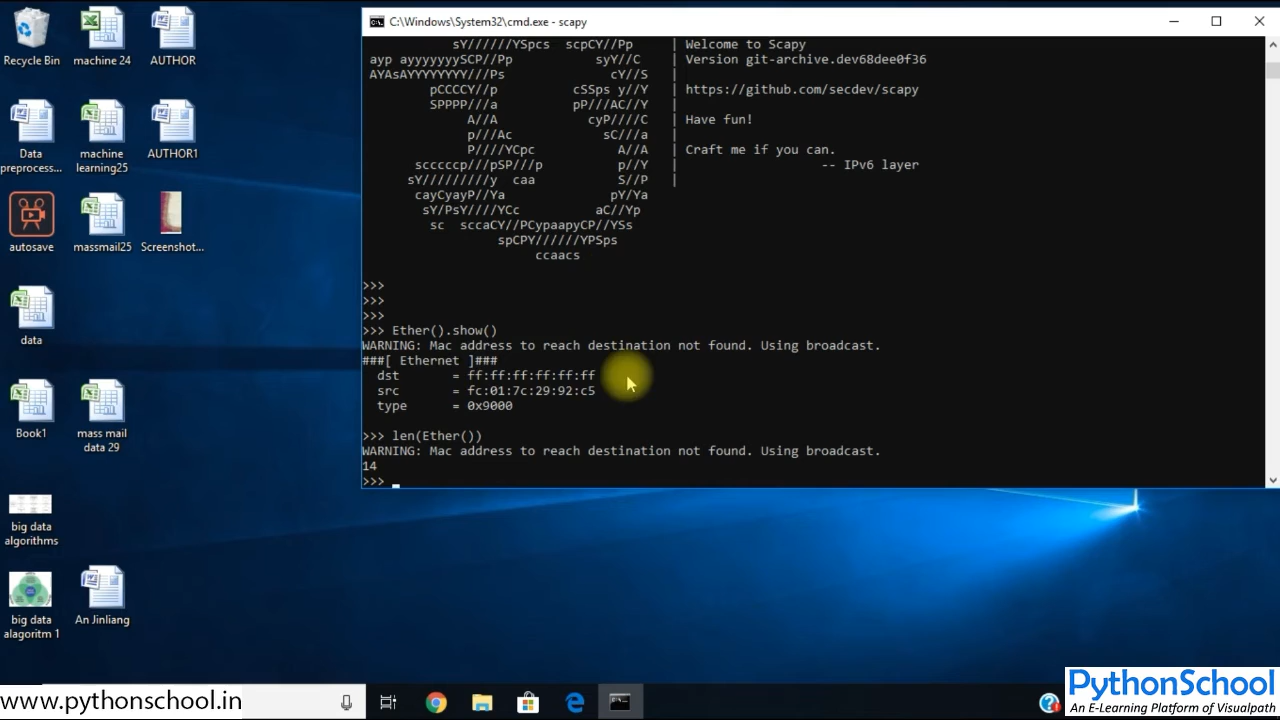 Recycle Bin
machine 24
AUTHOR
Data
preprocess...
machine
learning25
AUTHOR1
autosave
massmail25
Screenshot...
data
Book1
mass mail
data 29
big data
algorithms
big data
alagoritm 1
An Jinliang
C:\Windows\System32\cmd.exe - scapy
sY//////YSpcs  scpCY//Pp | Welcome to Scapy
ayp ayyyyyyySCP//Pp syY//C | Version git-archive.dev68dee0f36
AYAsAYYYYYYYY///Ps cY//S |
pCCCCY//p cSSps y//Y | https://github.com/secdev/scapy
SPPPP///a pP///AC//Y |
A//A cyP////C | Have fun!
p///Ac sC///a |
P////YCpc A//A | Craft me if you can.
scccccp///pSP///p p//Y | -- IPv6 layer
sY/////////y caa S//P |
cayCyayP//Ya pY/Ya
sY/PsY////YCc aC//Yp
sc sccaCY//PCypaapyCP//YSs
spCPY//////YPSps
ccaacs
>>>
>>>
>>>
>>> Ether().show()
WARNING: Mac address to reach destination not found. Using broadcast.
###[ Ethernet ]###
dst = ff:ff:ff:ff:ff:ff
src = fc:01:7c:29:92:c5
type = 0x9000
>>> len(Ether())
WARNING: Mac address to reach destination not found. Using broadcast.
14
>>>
www.pythonschool.in
PythonSchool
An E-Learning Platform of Visualpath